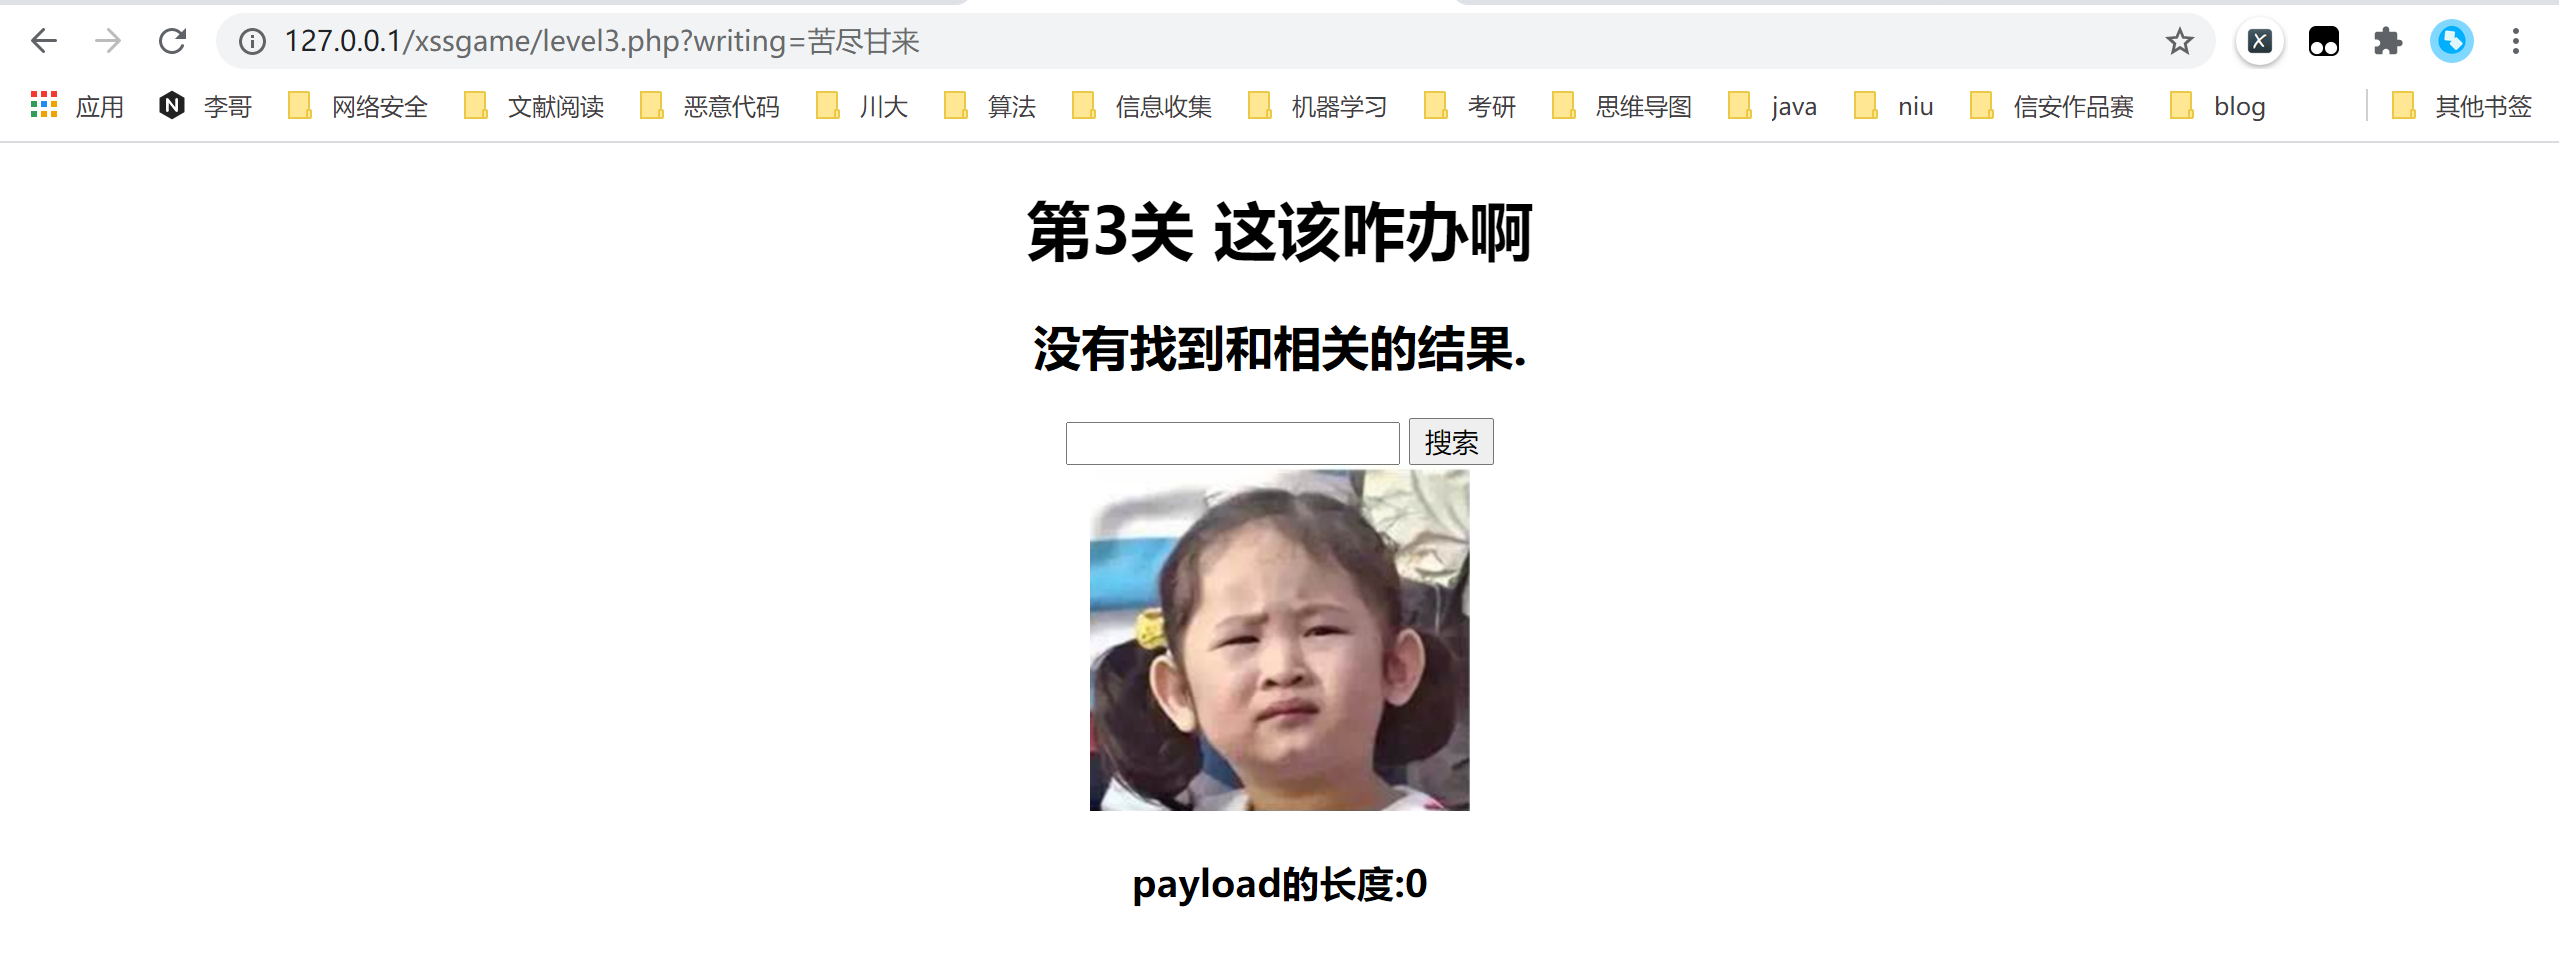 127.0.0.1/xssgame/level3.php?writing=苦尽甘来
应用 李哥 网络安全 文献阅读 恶意代码 川大 算法 信息收集 机器学习 考研 思维导图 java niu 信安作品赛 blog 其他书签
第3关 这该咋办啊
没有找到和相关的结果.
搜索
payload的长度:0